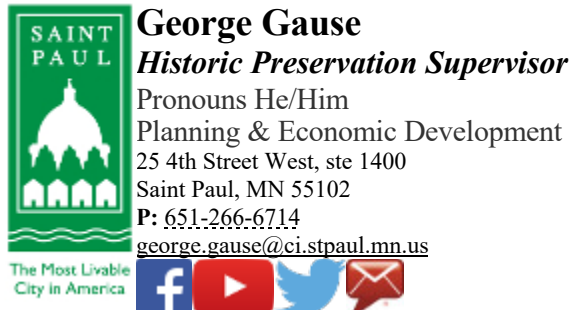 SAINT
PAUL
The Most Livable
City in America
George Gause
Historic Preservation Supervisor
Pronouns He/Him
Planning & Economic Development
25 4th Street West, ste 1400
Saint Paul, MN 55102
P: 651-266-6714
george.gause@ci.stpaul.mn.us